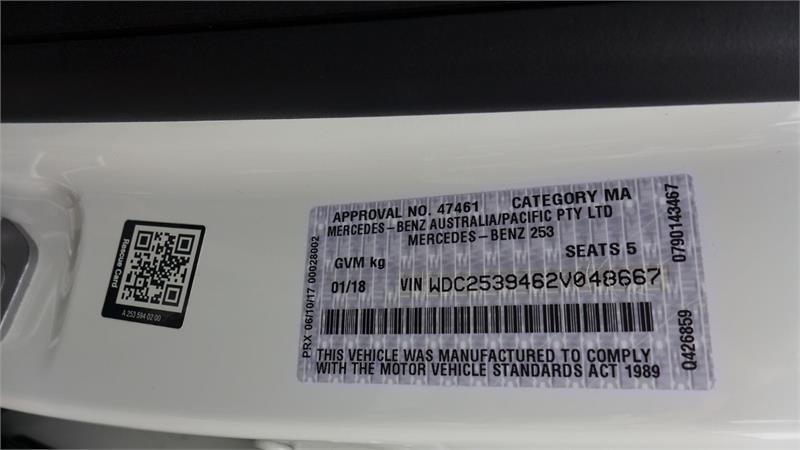 Rescue Card
A 253 584 02 00
APPROVAL NO. 47461 CATEGORY MA
MERCEDES-BENZ AUSTRALIA/PACIFIC PTY LTD
MERCEDES-BENZ 253
GVM kg SEATS 5
01/18 VIN WDC2539462V048667
THIS VEHICLE WAS MANUFACTURED TO COMPLY
WITH THE MOTOR VEHICLE STANDARDS ACT 1989
PRX 06/10/17 00028002
0790143467
Q426859